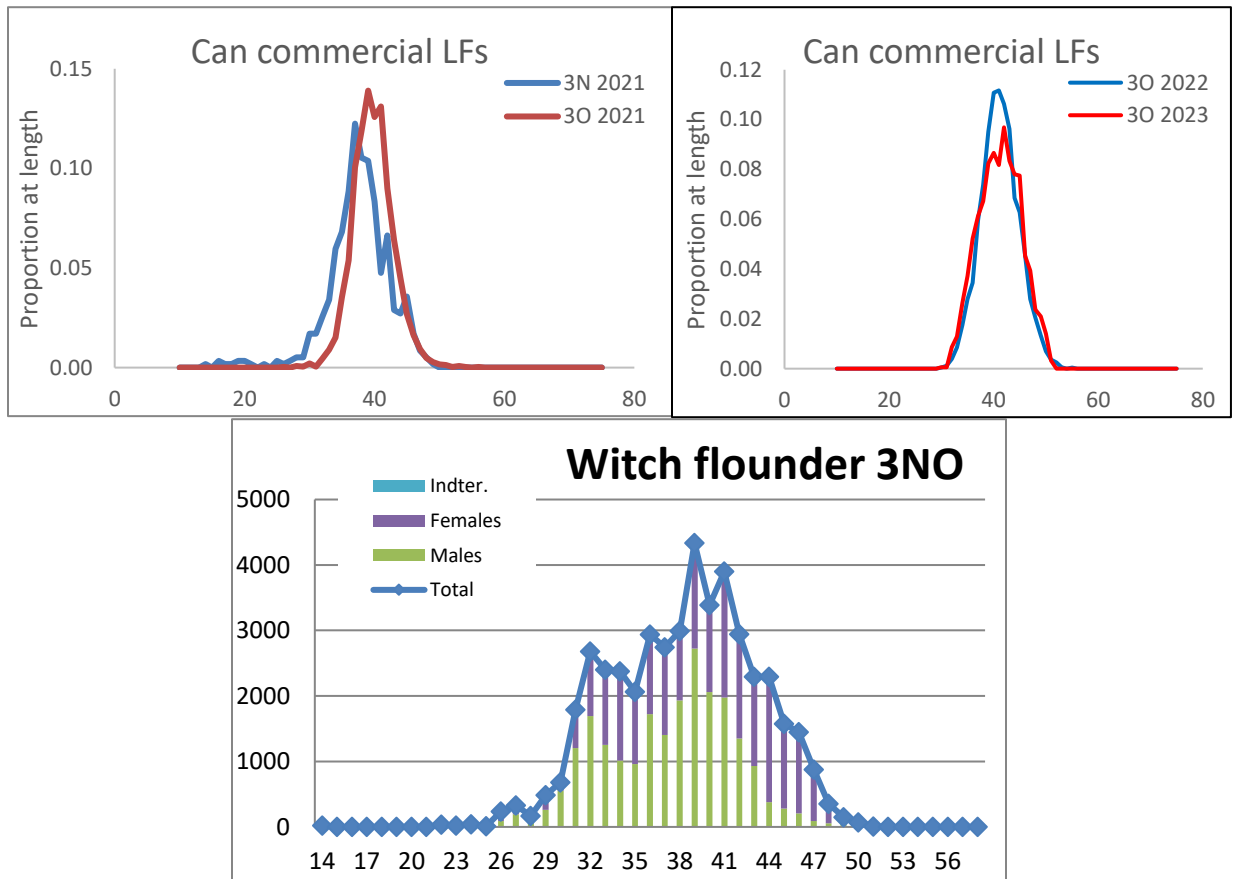 Can commercial LFs
3N 2021
3O 2021
Proportion at length
0.15
0.10
0.05
0.00
0 20 40 60 80
Can commercial LFs
3O 2022
3O 2023
Proportion at length
0.12
0.10
0.08
0.06
0.04
0.02
0.00
0 20 40 60 80
Witch flounder 3NO
Indter.
Females
Males
Total
5000
4000
3000
2000
1000
0
14 17 20 23 26 29 32 35 38 41 44 47 50 53 56